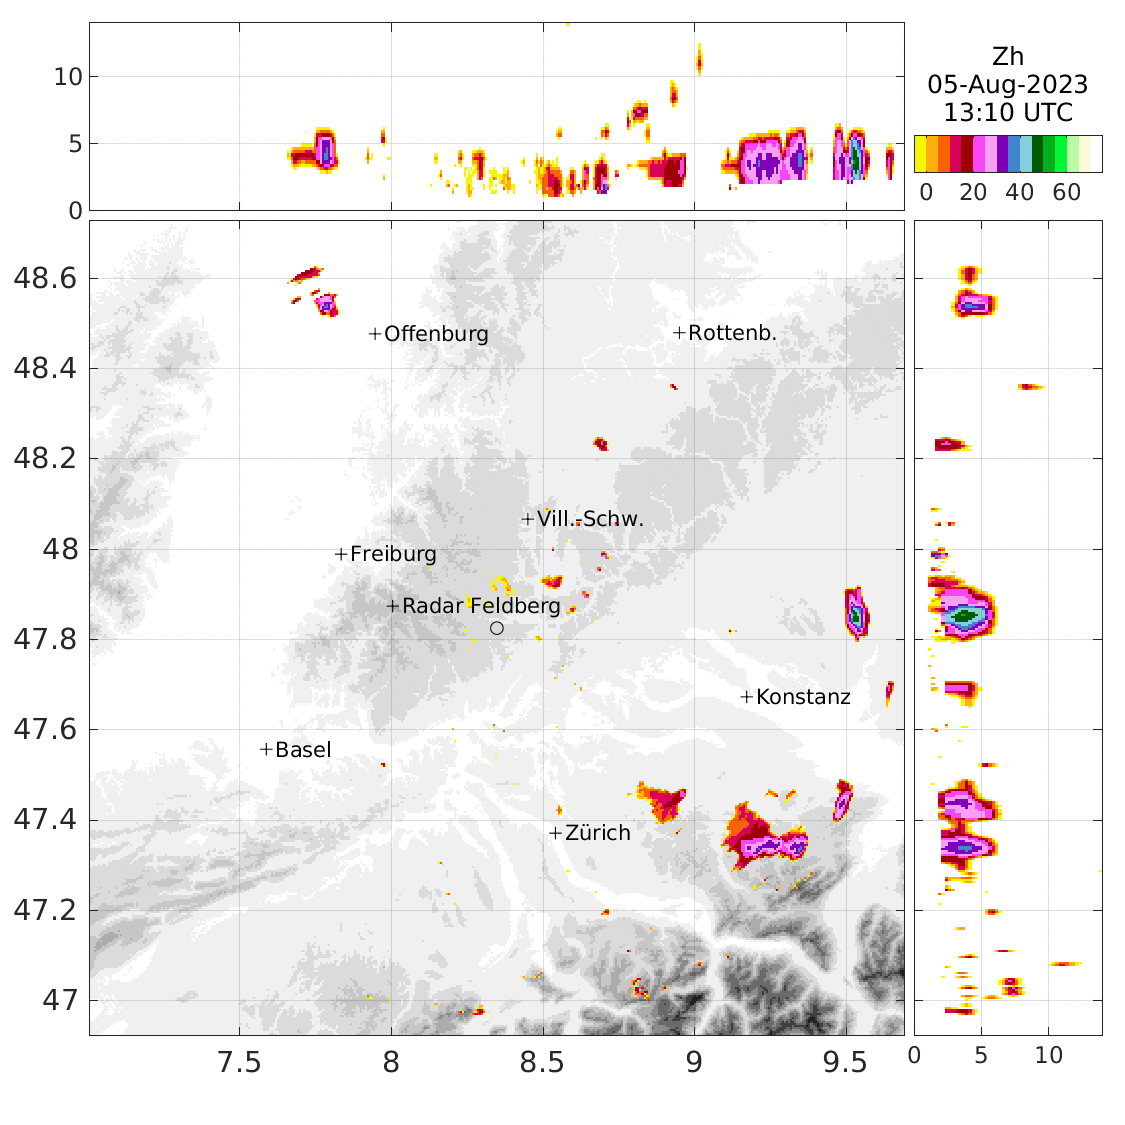 10
5
0
Zh
05-Aug-2023
13:10 UTC
0 20 40 60
48.6
48.4
48.2
48
47.8
47.6
47.4
47.2
47
+Offenburg
+Rottenb.
+Vill.-Schw.
+Freiburg
+Radar Feldberg
+Konstanz
+Basel
+Zürich
7.5 8 8.5 9 9.5
0 5 10